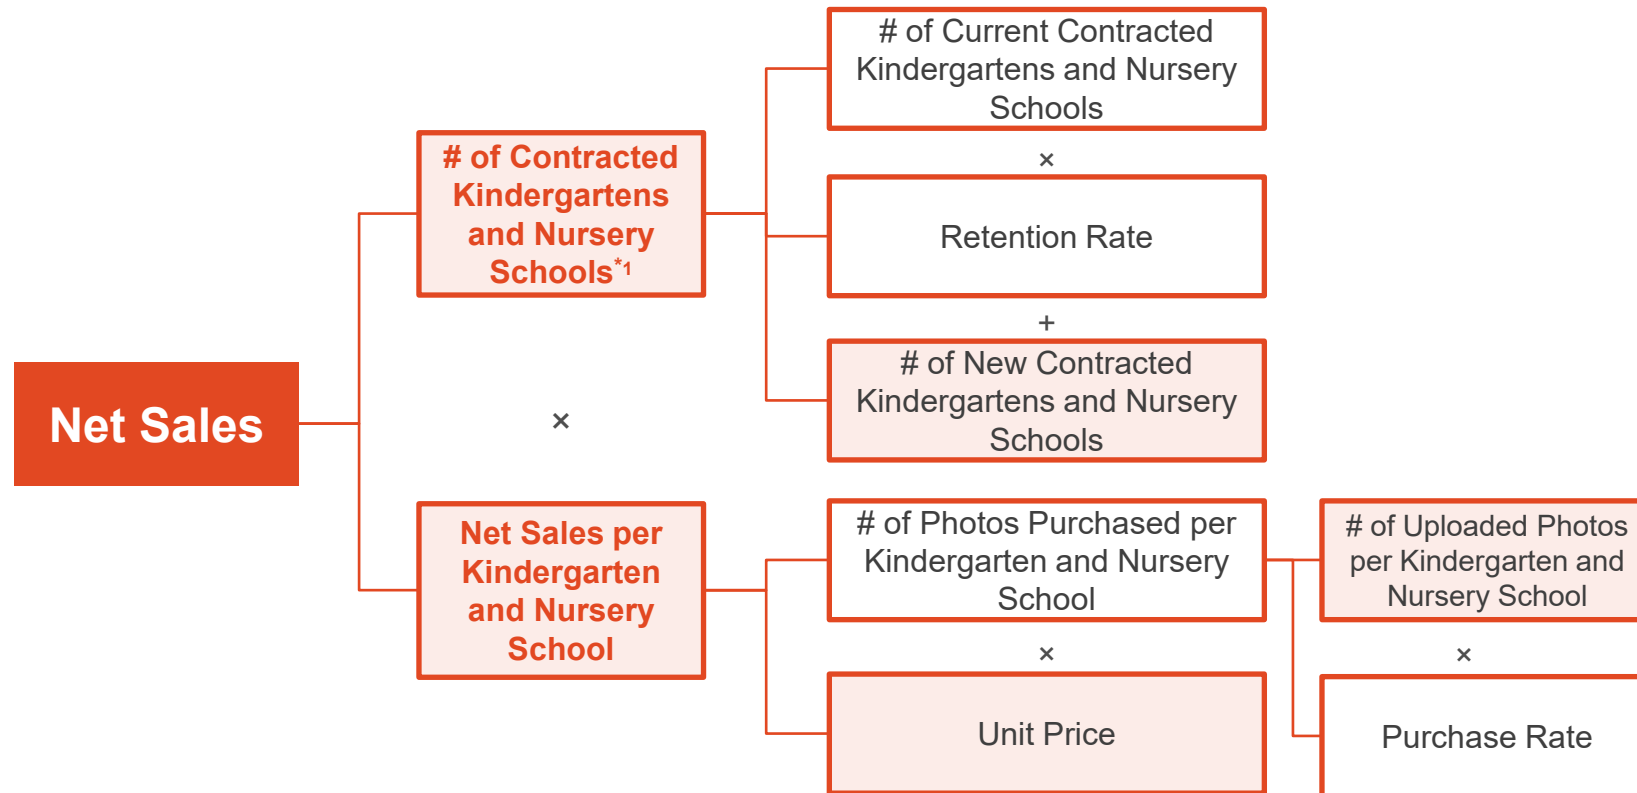 # of Current Contracted
Kindergartens and Nursery
Schools
×
# of Contracted
Kindergartens
and Nursery
Schools*1
Retention Rate
+
# of New Contracted
Kindergartens and Nursery
Schools
Net Sales
×
Net Sales per
Kindergarten
and Nursery
School
# of Photos Purchased per
Kindergarten and Nursery
School
×
Unit Price
# of Uploaded Photos
per Kindergarten and
Nursery School
×
Purchase Rate